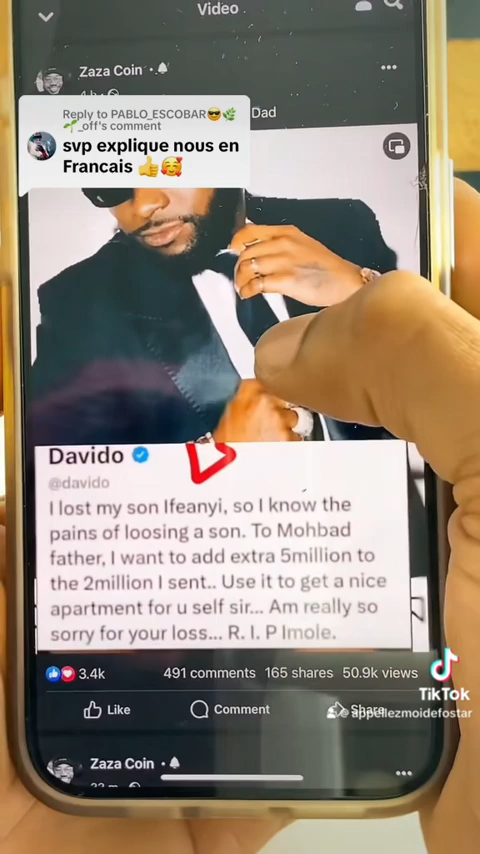 Video
Zaza Coin
Reply to PABLO_ESCOBAR😎🌿
🌱_off's comment
svp explique nous en
Francais 👍🥰
Dad
Davido
@davido
I lost my son Ifeanyi, so I know the
pains of loosing a son. To Mohbad
father, I want to add extra 5million to
the 2million I sent.. Use it to get a nice
apartment for u self sir... Am really so
sorry for your loss... R. I. P Imole.
3.4k 491 comments 165 shares 50.9k views
Like Comment Share
TikTok
@appellezmoidefostar
Zaza Coin